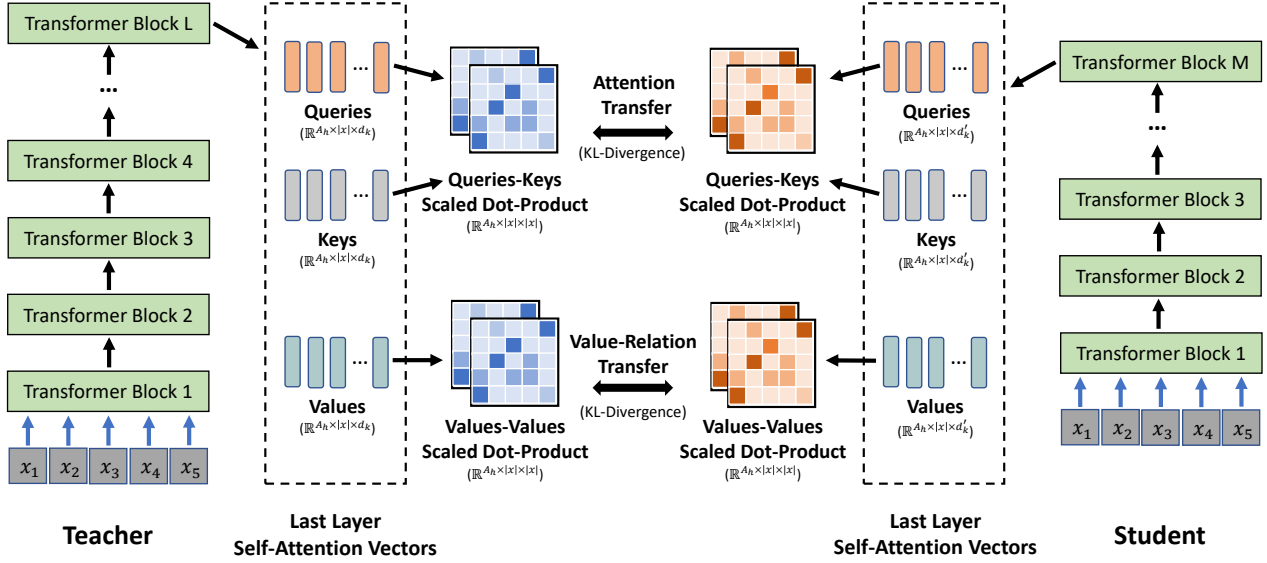 Transformer Block L
...
Transformer Block 4
Transformer Block 3
Transformer Block 2
Transformer Block 1
x₁ x₂ x₃ x₄ x₅
Teacher
...
Queries
(ℝ^{A_h×|x|×d_k})
...
Keys
(ℝ^{A_h×|x|×d_k})
...
Values
(ℝ^{A_h×|x|×d_k})
Last Layer
Self-Attention Vectors
Queries-Keys
Scaled Dot-Product
(ℝ^{A_h×|x|×|x|})
Values-Values
Scaled Dot-Product
(ℝ^{A_h×|x|×|x|})
Attention
Transfer
(KL-Divergence)
Value-Relation
Transfer
(KL-Divergence)
Queries-Keys
Scaled Dot-Product
(ℝ^{A_h×|x|×|x|})
Values-Values
Scaled Dot-Product
(ℝ^{A_h×|x|×|x|})
...
Queries
(ℝ^{A_h×|x|×d'_k})
...
Keys
(ℝ^{A_h×|x|×d'_k})
...
Values
(ℝ^{A_h×|x|×d'_k})
Last Layer
Self-Attention Vectors
Transformer Block M
...
Transformer Block 3
Transformer Block 2
Transformer Block 1
x₁ x₂ x₃ x₄ x₅
Student